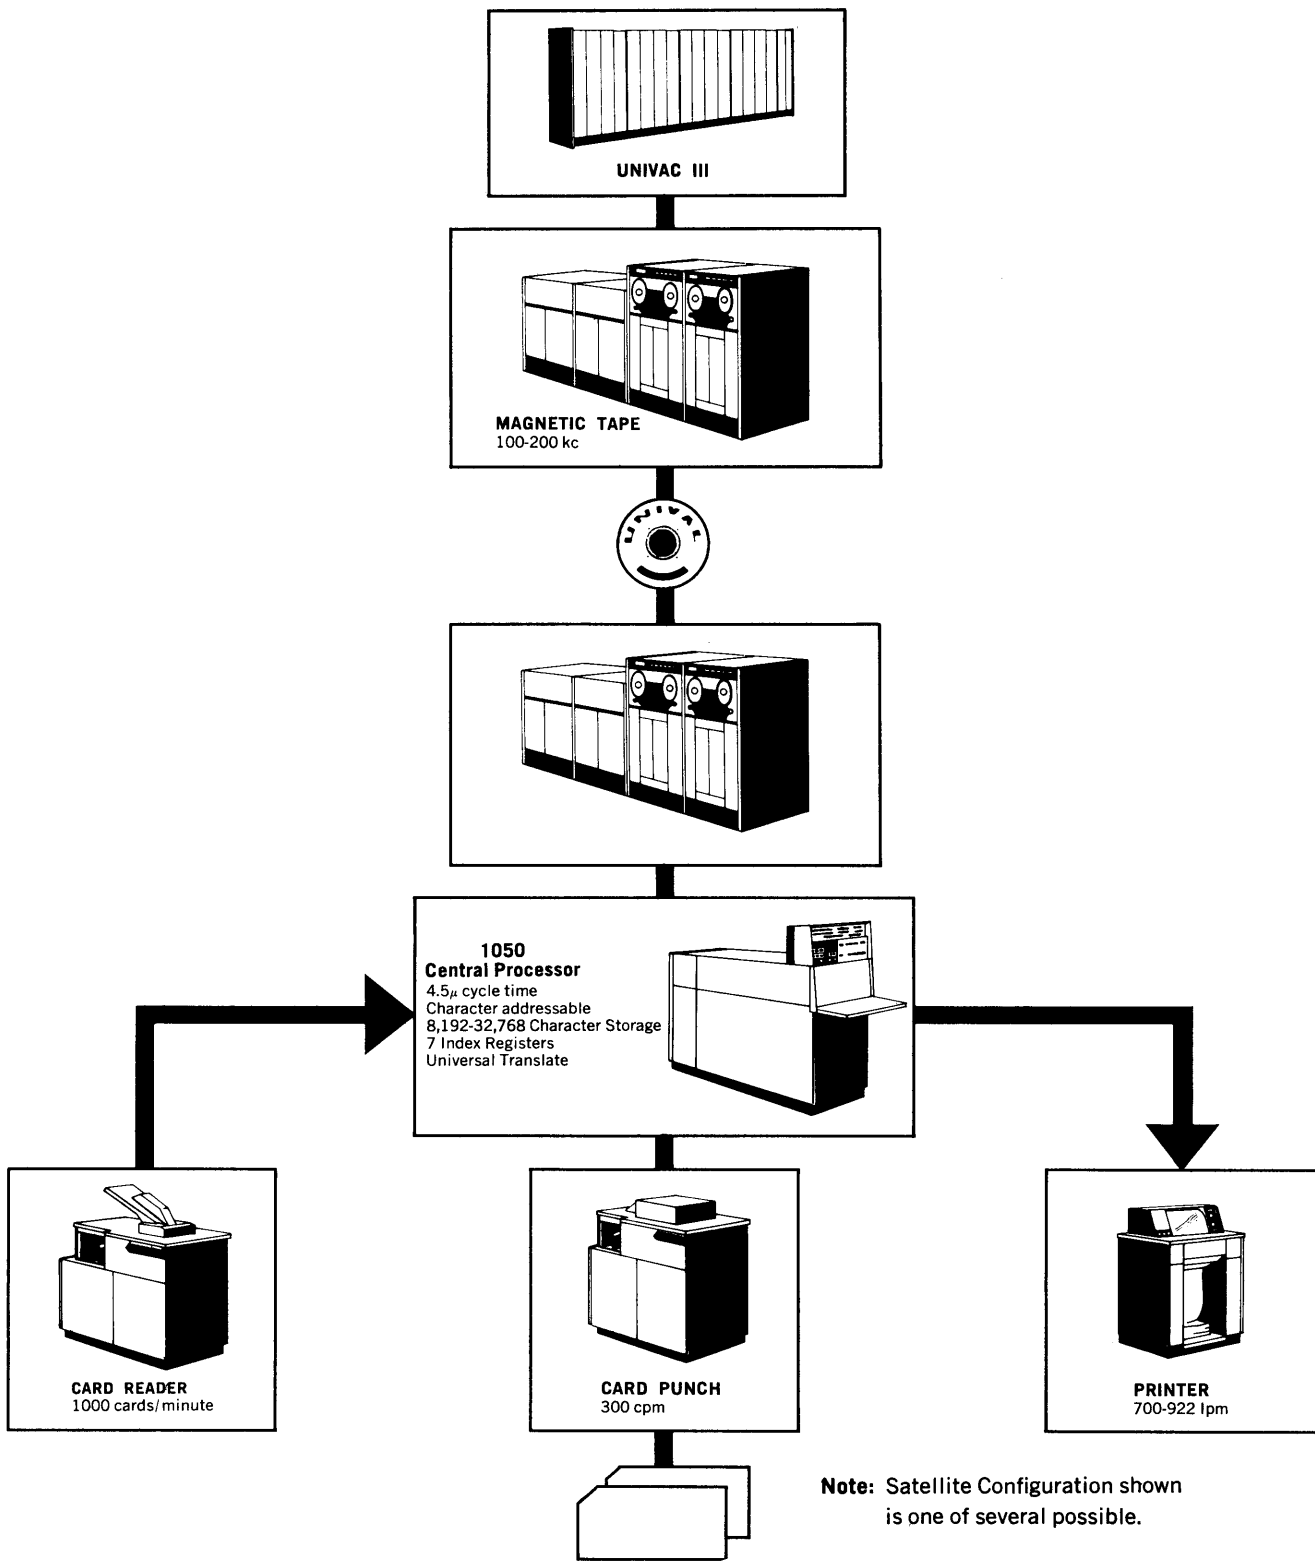 UNIVAC III
MAGNETIC TAPE
100-200 kc
UNIVAC
1050
Central Processor
4.5μ cycle time
Character addressable
8,192-32,768 Character Storage
7 Index Registers
Universal Translate
CARD READER
1000 cards/minute
CARD PUNCH
300 cpm
PRINTER
700-922 lpm
Note: Satellite Configuration shown
is one of several possible.